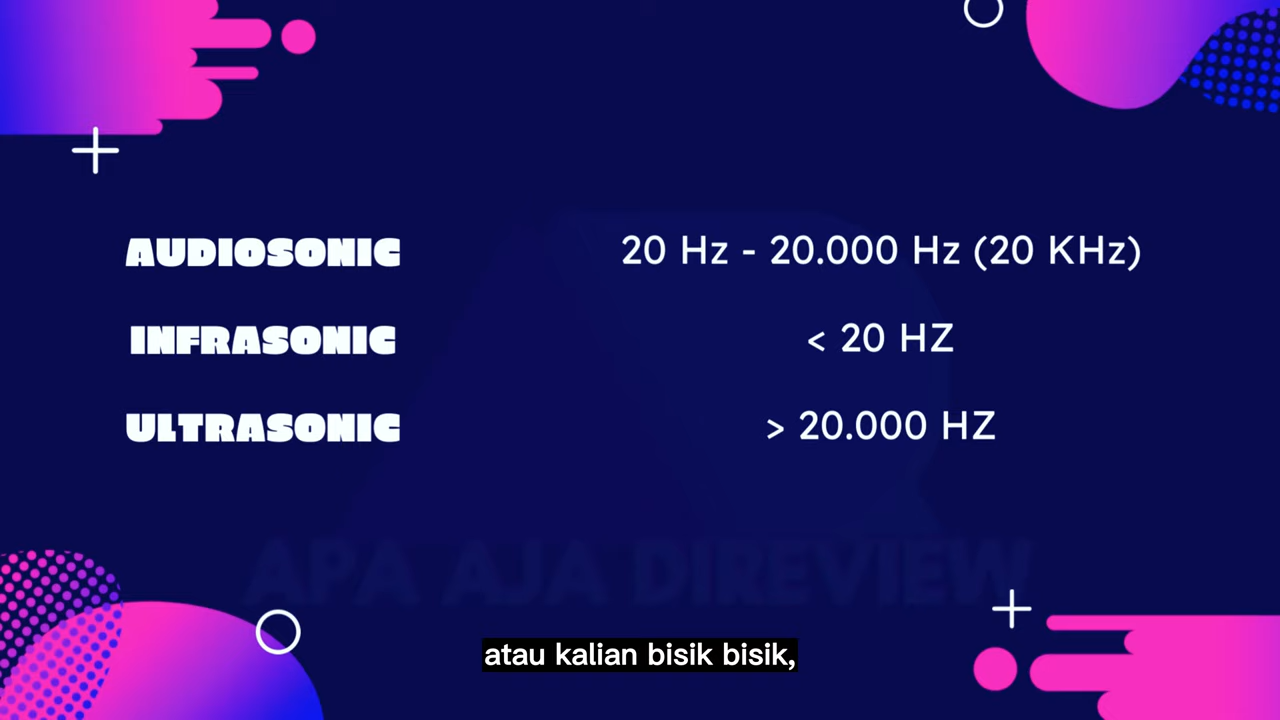 AUDIOSONIC 20 Hz - 20.000 Hz (20 KHz)
INFRASONIC < 20 HZ
ULTRASONIC > 20.000 HZ
APA AJA DIREVIEW
atau kalian bisik bisik,